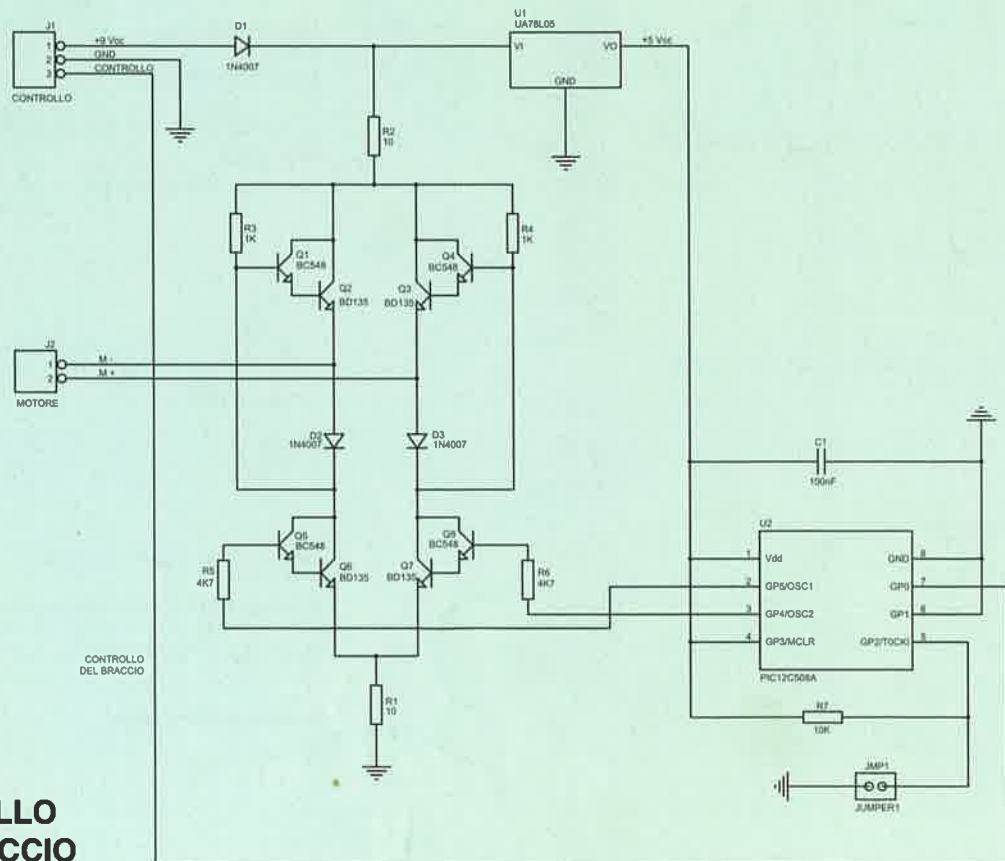 J1
1
2
3
+9 Vcc
GND
CONTROLLO
CONTROLLO
D1
1N4007
U1
UA78L05
VI
VO
GND
+5 Vcc
R2
10
R3
1K
Q1
BC548
Q2
BD135
Q4
BC548
Q3
BD135
R4
1K
J2
1
2
M -
M +
MOTORE
D2
1N4007
D3
1N4007
C1
100nF
Q5
BC548
Q6
BD135
Q8
BC548
Q7
BD135
R5
4K7
R6
4K7
U2
1
Vdd
2
GP5/OSC1
3
GP4/OSC2
4
GP3/MCLR
GND
8
GP0
7
GP1
6
GP2/T0CKI
5
PIC12C508A
CONTROLLO
DEL BRACCIO
R1
10
R7
10K
JMP1
JUMPER1
LLO
CCIO